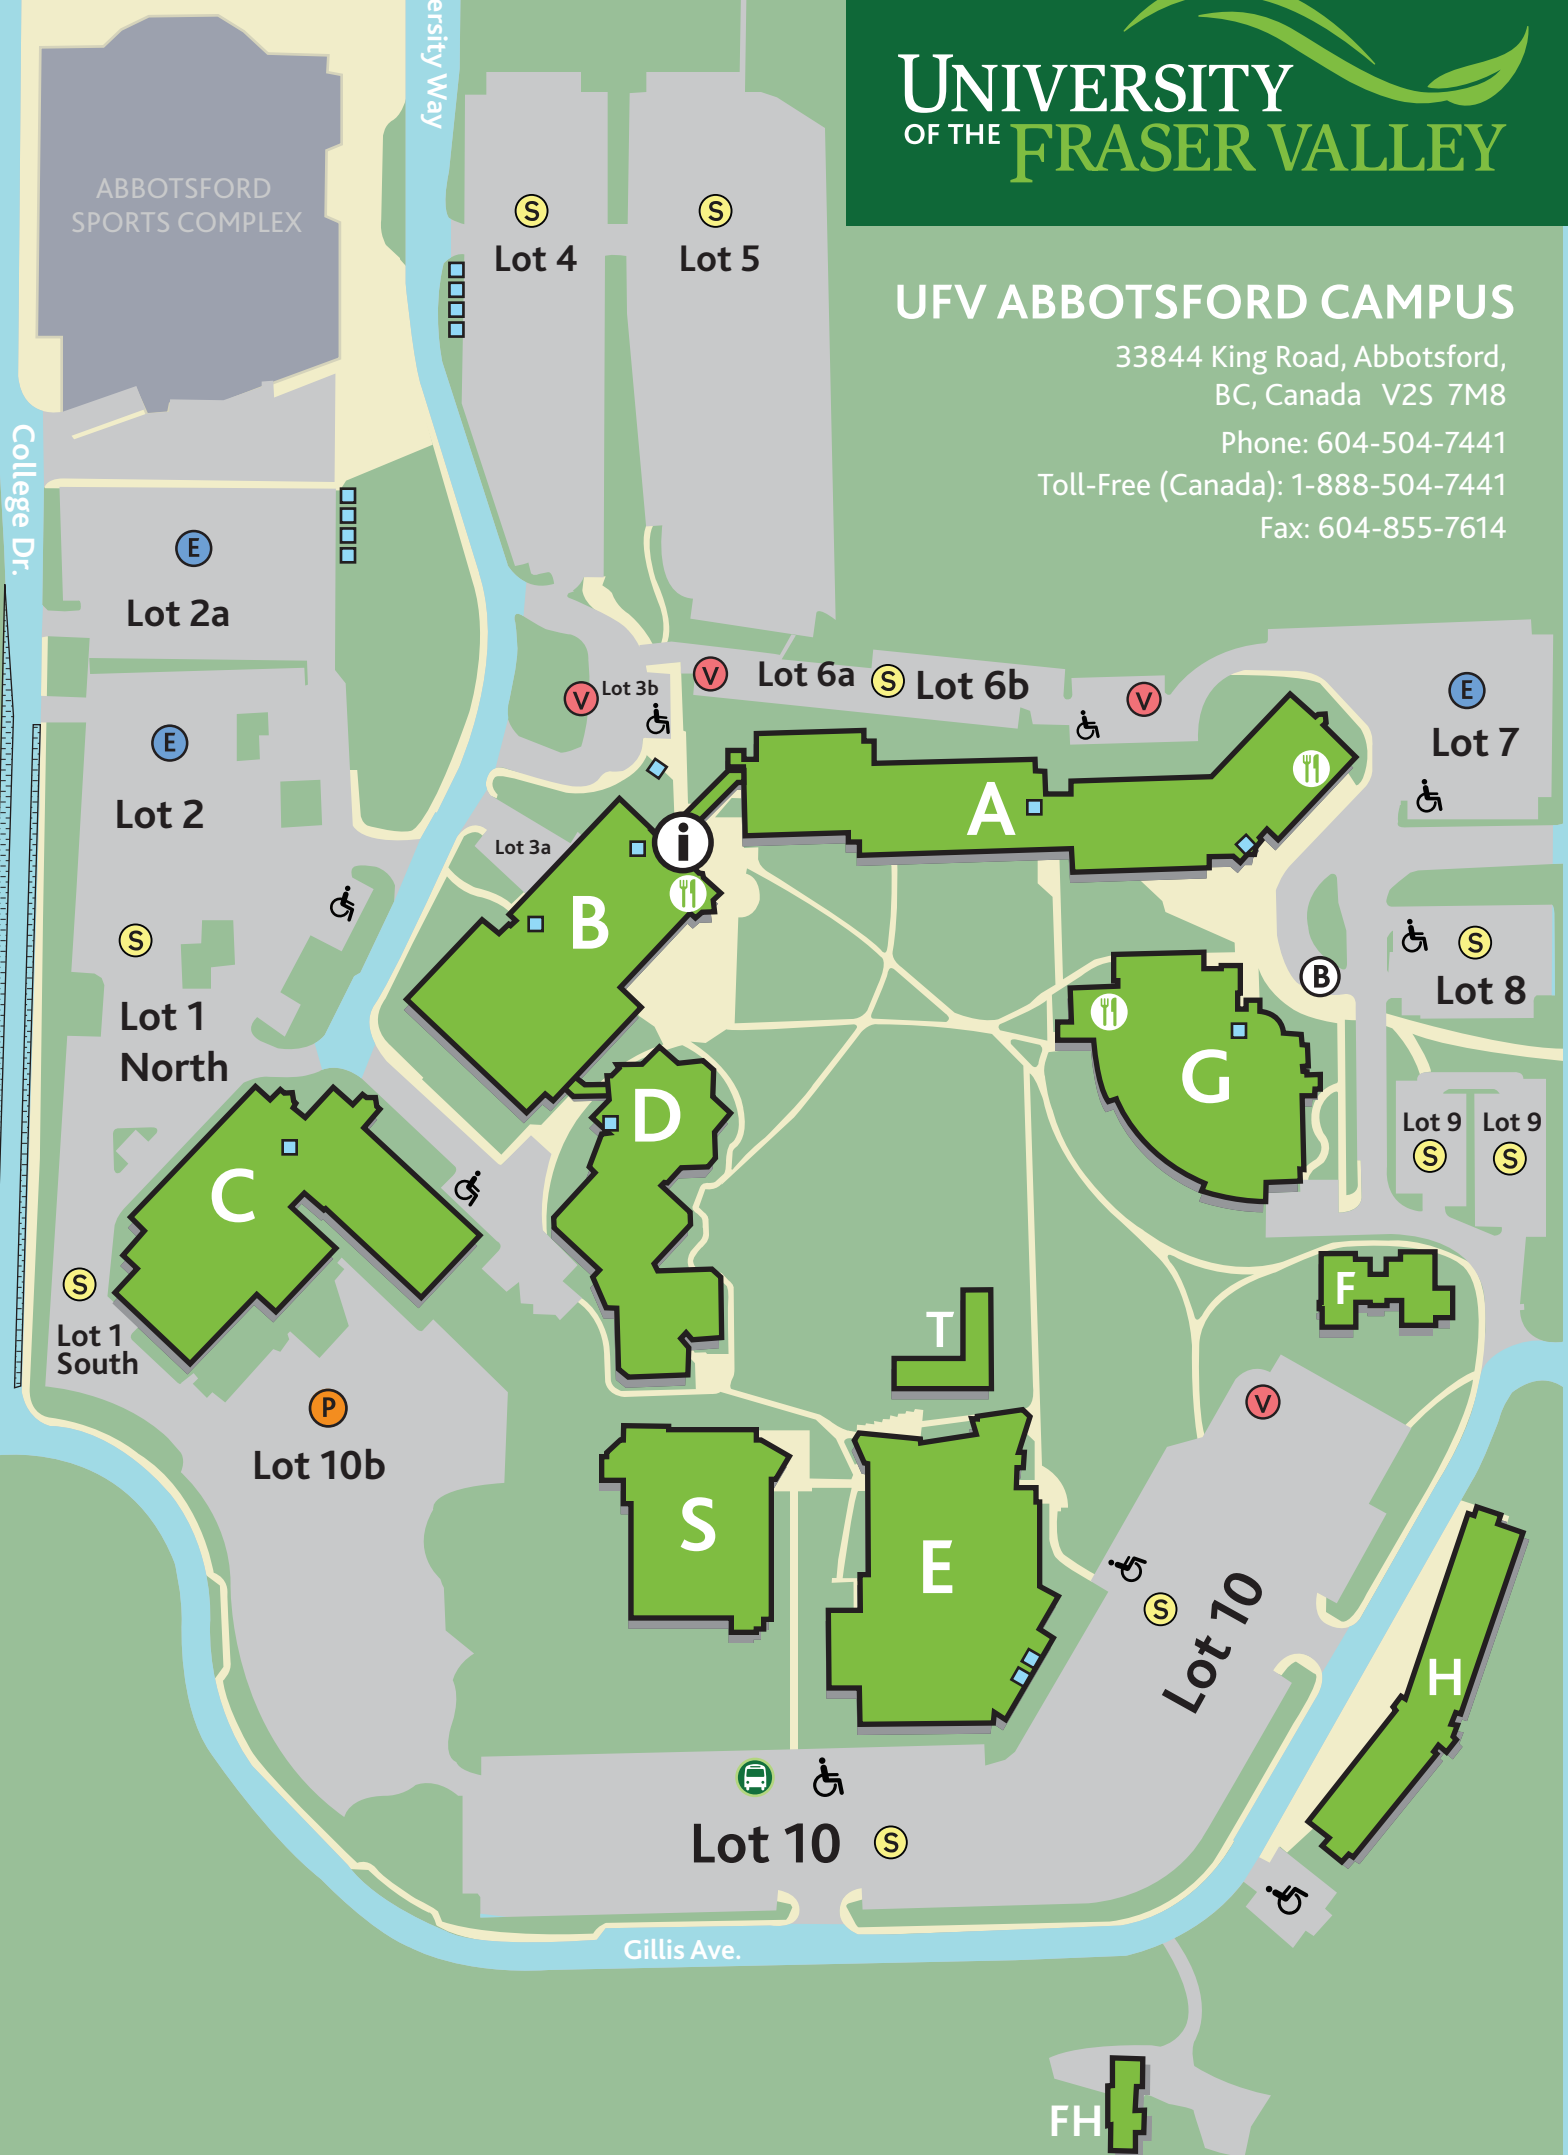 ersity Way
UNIVERSITY
OF THE FRASER VALLEY
ABBOTSFORD
SPORTS COMPLEX
S
Lot 4
S
Lot 5
UFV ABBOTSFORD CAMPUS
33844 King Road, Abbotsford,
BC, Canada V2S 7M8
Phone: 604-504-7441
Toll-Free (Canada): 1-888-504-7441
Fax: 604-855-7614
College Dr.
E
Lot 2a
V
Lot 3b
V
Lot 6a
S
Lot 6b
V
E
Lot 7
E
Lot 2
A
i
Lot 3a
B
S
Lot 1
North
B
S
Lot 8
G
D
C
Lot 9
S
Lot 9
S
S
Lot 1
South
F
T
P
Lot 10b
V
S
E
S
Lot 10
H
Lot 10
S
Gillis Ave.
FH